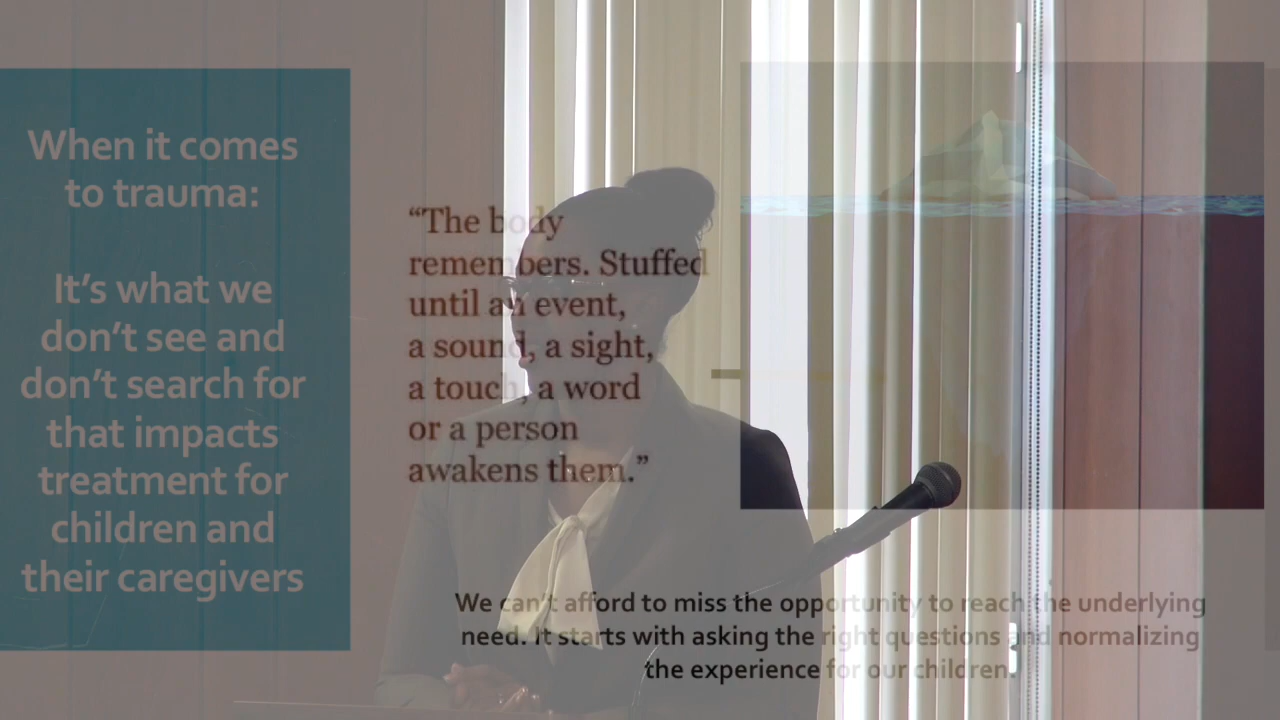 When it comes
to trauma:
It’s what we
don’t see and
don’t search for
that impacts
treatment for
children and
their caregivers
“The body
remembers. Stuffed
until an event,
a sound, a sight,
a touch, a word
or a person
awakens them.”
We can’t afford to miss the opportunity to reach the underlying
need. It starts with asking the right questions and normalizing
the experience for our children.